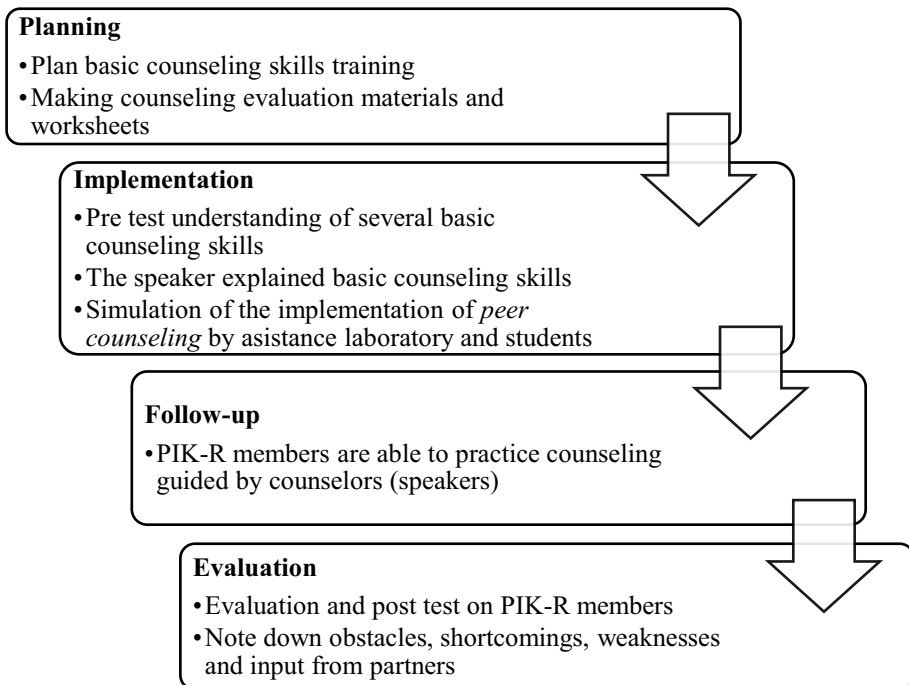 Planning
•Plan basic counseling skills training
•Making counseling evaluation materials and
worksheets
Implementation
•Pre test understanding of several basic
counseling skills
•The speaker explained basic counseling skills
•Simulation of the implementation of peer
counseling by asistance laboratory and students
Follow-up
•PIK-R members are able to practice counseling
guided by counselors (speakers)
Evaluation
•Evaluation and post test on PIK-R members
•Note down obstacles, shortcomings, weaknesses
and input from partners